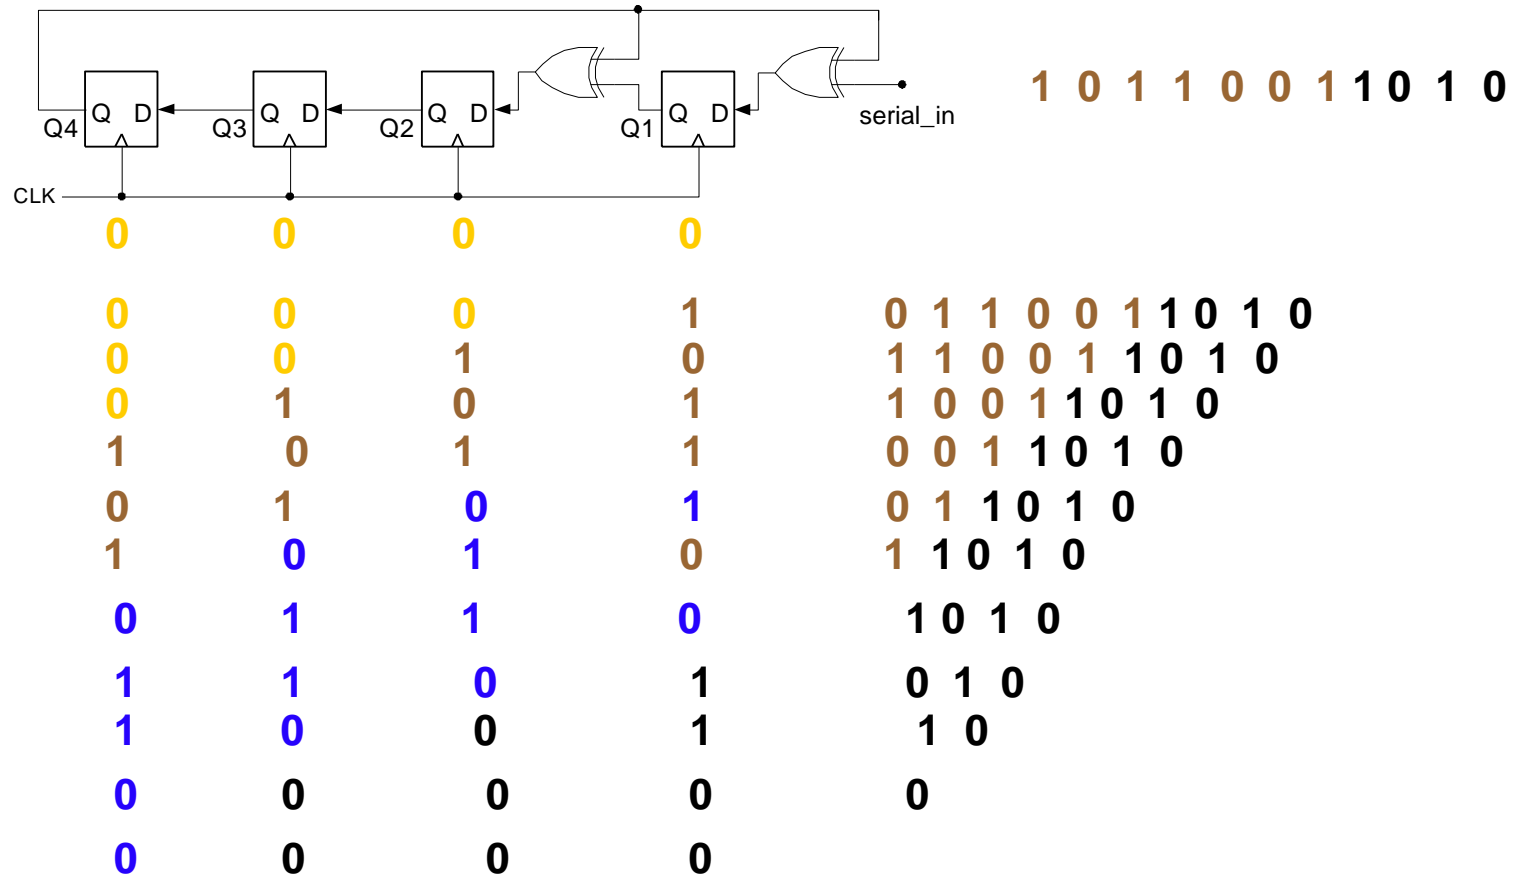 1 0 1 1 0 0 1 1 0 1 0
Q D Q D Q D Q D
Q4 Q3 Q2 Q1 serial_in
CLK
0 0 0 0
0 0 0 1 0 1 1 0 0 1 1 0 1 0
0 0 1 0 1 1 0 0 1 1 0 1 0
0 1 0 1 1 0 0 1 1 0 1 0
1 0 1 1 0 0 1 1 0 1 0
0 1 0 1 0 1 1 0 1 0
1 0 1 0 1 1 0 1 0
0 1 1 0 1 0 1 0
1 1 0 1 0 1 0
1 0 0 1 1 0
0 0 0 0 0
0 0 0 0